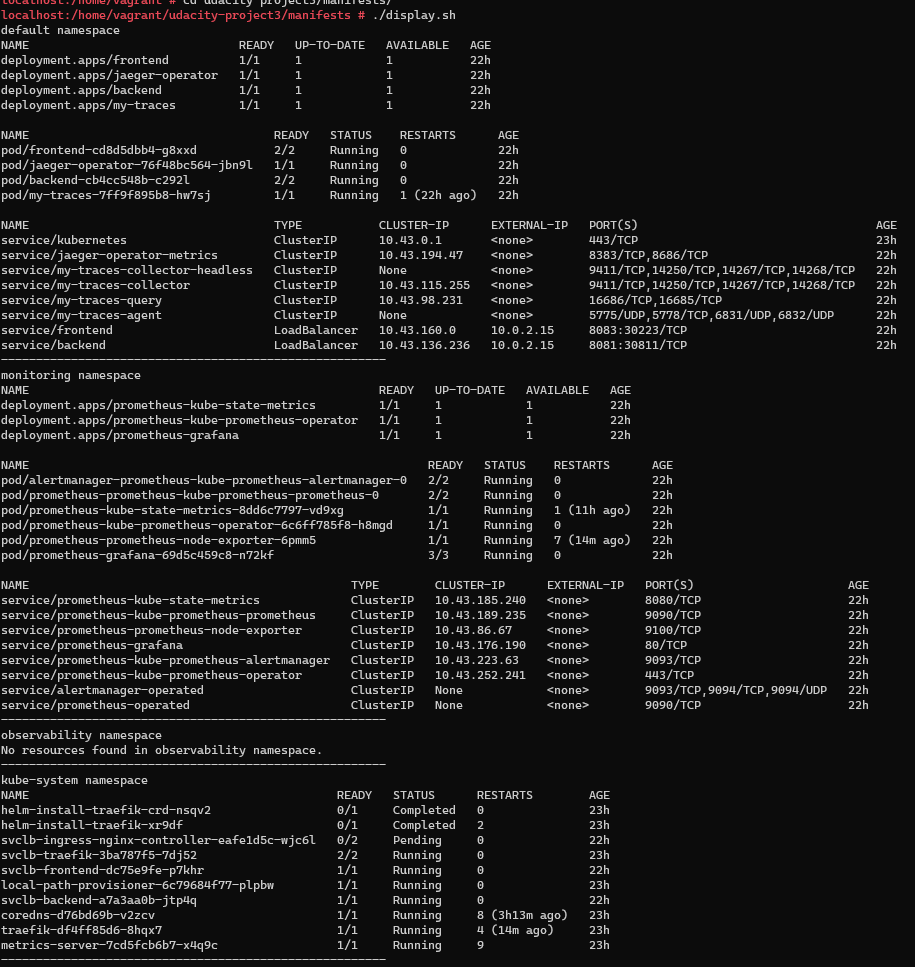 localhost:/home/vagrant # cd udacity-project3/manifests/
localhost:/home/vagrant/udacity-project3/manifests # ./display.sh
default namespace
NAME                              READY   UP-TO-DATE   AVAILABLE   AGE
deployment.apps/frontend          1/1     1            1           22h
deployment.apps/jaeger-operator   1/1     1            1           22h
deployment.apps/backend           1/1     1            1           22h
deployment.apps/my-traces         1/1     1            1           22h

NAME                                   READY   STATUS    RESTARTS      AGE
pod/frontend-cd8d5dbb4-g8xxd           2/2     Running   0             22h
pod/jaeger-operator-76f48bc564-jbn9l   1/1     Running   0             22h
pod/backend-cb4cc548b-c292l            2/2     Running   0             22h
pod/my-traces-7ff9f895b8-hw7sj         1/1     Running   1 (22h ago)   22h

NAME                                   TYPE           CLUSTER-IP      EXTERNAL-IP   PORT(S)                                  AGE
service/kubernetes                     ClusterIP      10.43.0.1       <none>        443/TCP                                  23h
service/jaeger-operator-metrics        ClusterIP      10.43.194.47    <none>        8383/TCP,8686/TCP                        22h
service/my-traces-collector-headless   ClusterIP      None            <none>        9411/TCP,14250/TCP,14267/TCP,14268/TCP   22h
service/my-traces-collector            ClusterIP      10.43.115.255   <none>        9411/TCP,14250/TCP,14267/TCP,14268/TCP   22h
service/my-traces-query                ClusterIP      10.43.98.231    <none>        16686/TCP,16685/TCP                      22h
service/my-traces-agent                ClusterIP      None            <none>        5775/UDP,5778/TCP,6831/UDP,6832/UDP      22h
service/frontend                       LoadBalancer   10.43.160.0     10.0.2.15     8083:30223/TCP                           22h
service/backend                        LoadBalancer   10.43.136.236   10.0.2.15     8081:30811/TCP                           22h
-------------------------------------------------------
monitoring namespace
NAME                                                  READY   UP-TO-DATE   AVAILABLE   AGE
deployment.apps/prometheus-kube-state-metrics         1/1     1            1           22h
deployment.apps/prometheus-kube-prometheus-operator   1/1     1            1           22h
deployment.apps/prometheus-grafana                    1/1     1            1           22h

NAME                                                         READY   STATUS    RESTARTS      AGE
pod/alertmanager-prometheus-kube-prometheus-alertmanager-0   2/2     Running   0             22h
pod/prometheus-prometheus-kube-prometheus-prometheus-0       2/2     Running   0             22h
pod/prometheus-kube-state-metrics-8dd6c7797-vd9xg            1/1     Running   1 (11h ago)   22h
pod/prometheus-kube-prometheus-operator-6c6ff785f8-h8mgd     1/1     Running   0             22h
pod/prometheus-prometheus-node-exporter-6pmm5                1/1     Running   7 (14m ago)   22h
pod/prometheus-grafana-69d5c459c8-n72kf                      3/3     Running   0             22h

NAME                                              TYPE        CLUSTER-IP      EXTERNAL-IP   PORT(S)                      AGE
service/prometheus-kube-state-metrics             ClusterIP   10.43.185.240   <none>        8080/TCP                     22h
service/prometheus-kube-prometheus-prometheus     ClusterIP   10.43.189.235   <none>        9090/TCP                     22h
service/prometheus-prometheus-node-exporter       ClusterIP   10.43.86.67     <none>        9100/TCP                     22h
service/prometheus-grafana                        ClusterIP   10.43.176.190   <none>        80/TCP                       22h
service/prometheus-kube-prometheus-alertmanager   ClusterIP   10.43.223.63    <none>        9093/TCP                     22h
service/prometheus-kube-prometheus-operator       ClusterIP   10.43.252.241   <none>        443/TCP                      22h
service/alertmanager-operated                     ClusterIP   None            <none>        9093/TCP,9094/TCP,9094/UDP   22h
service/prometheus-operated                       ClusterIP   None            <none>        9090/TCP                     22h
-------------------------------------------------------
observability namespace
No resources found in observability namespace.
-------------------------------------------------------
kube-system namespace
NAME                                            READY   STATUS      RESTARTS        AGE
helm-install-traefik-crd-nsqv2                  0/1     Completed   0               23h
helm-install-traefik-xr9df                      0/1     Completed   2               23h
svclb-ingress-nginx-controller-eafe1d5c-wjc6l   0/2     Pending     0               22h
svclb-traefik-3ba787f5-7dj52                    2/2     Running     0               23h
svclb-frontend-dc75e9fe-p7khr                   1/1     Running     0               22h
local-path-provisioner-6c79684f77-plpbw         1/1     Running     0               23h
svclb-backend-a7a3aa0b-jtp4q                    1/1     Running     0               22h
coredns-d76bd69b-v2zcv                          1/1     Running     8 (3h13m ago)   23h
traefik-df4ff85d6-8hqx7                         1/1     Running     4 (14m ago)     23h
metrics-server-7cd5fcb6b7-x4q9c                 1/1     Running     9               23h
-------------------------------------------------------